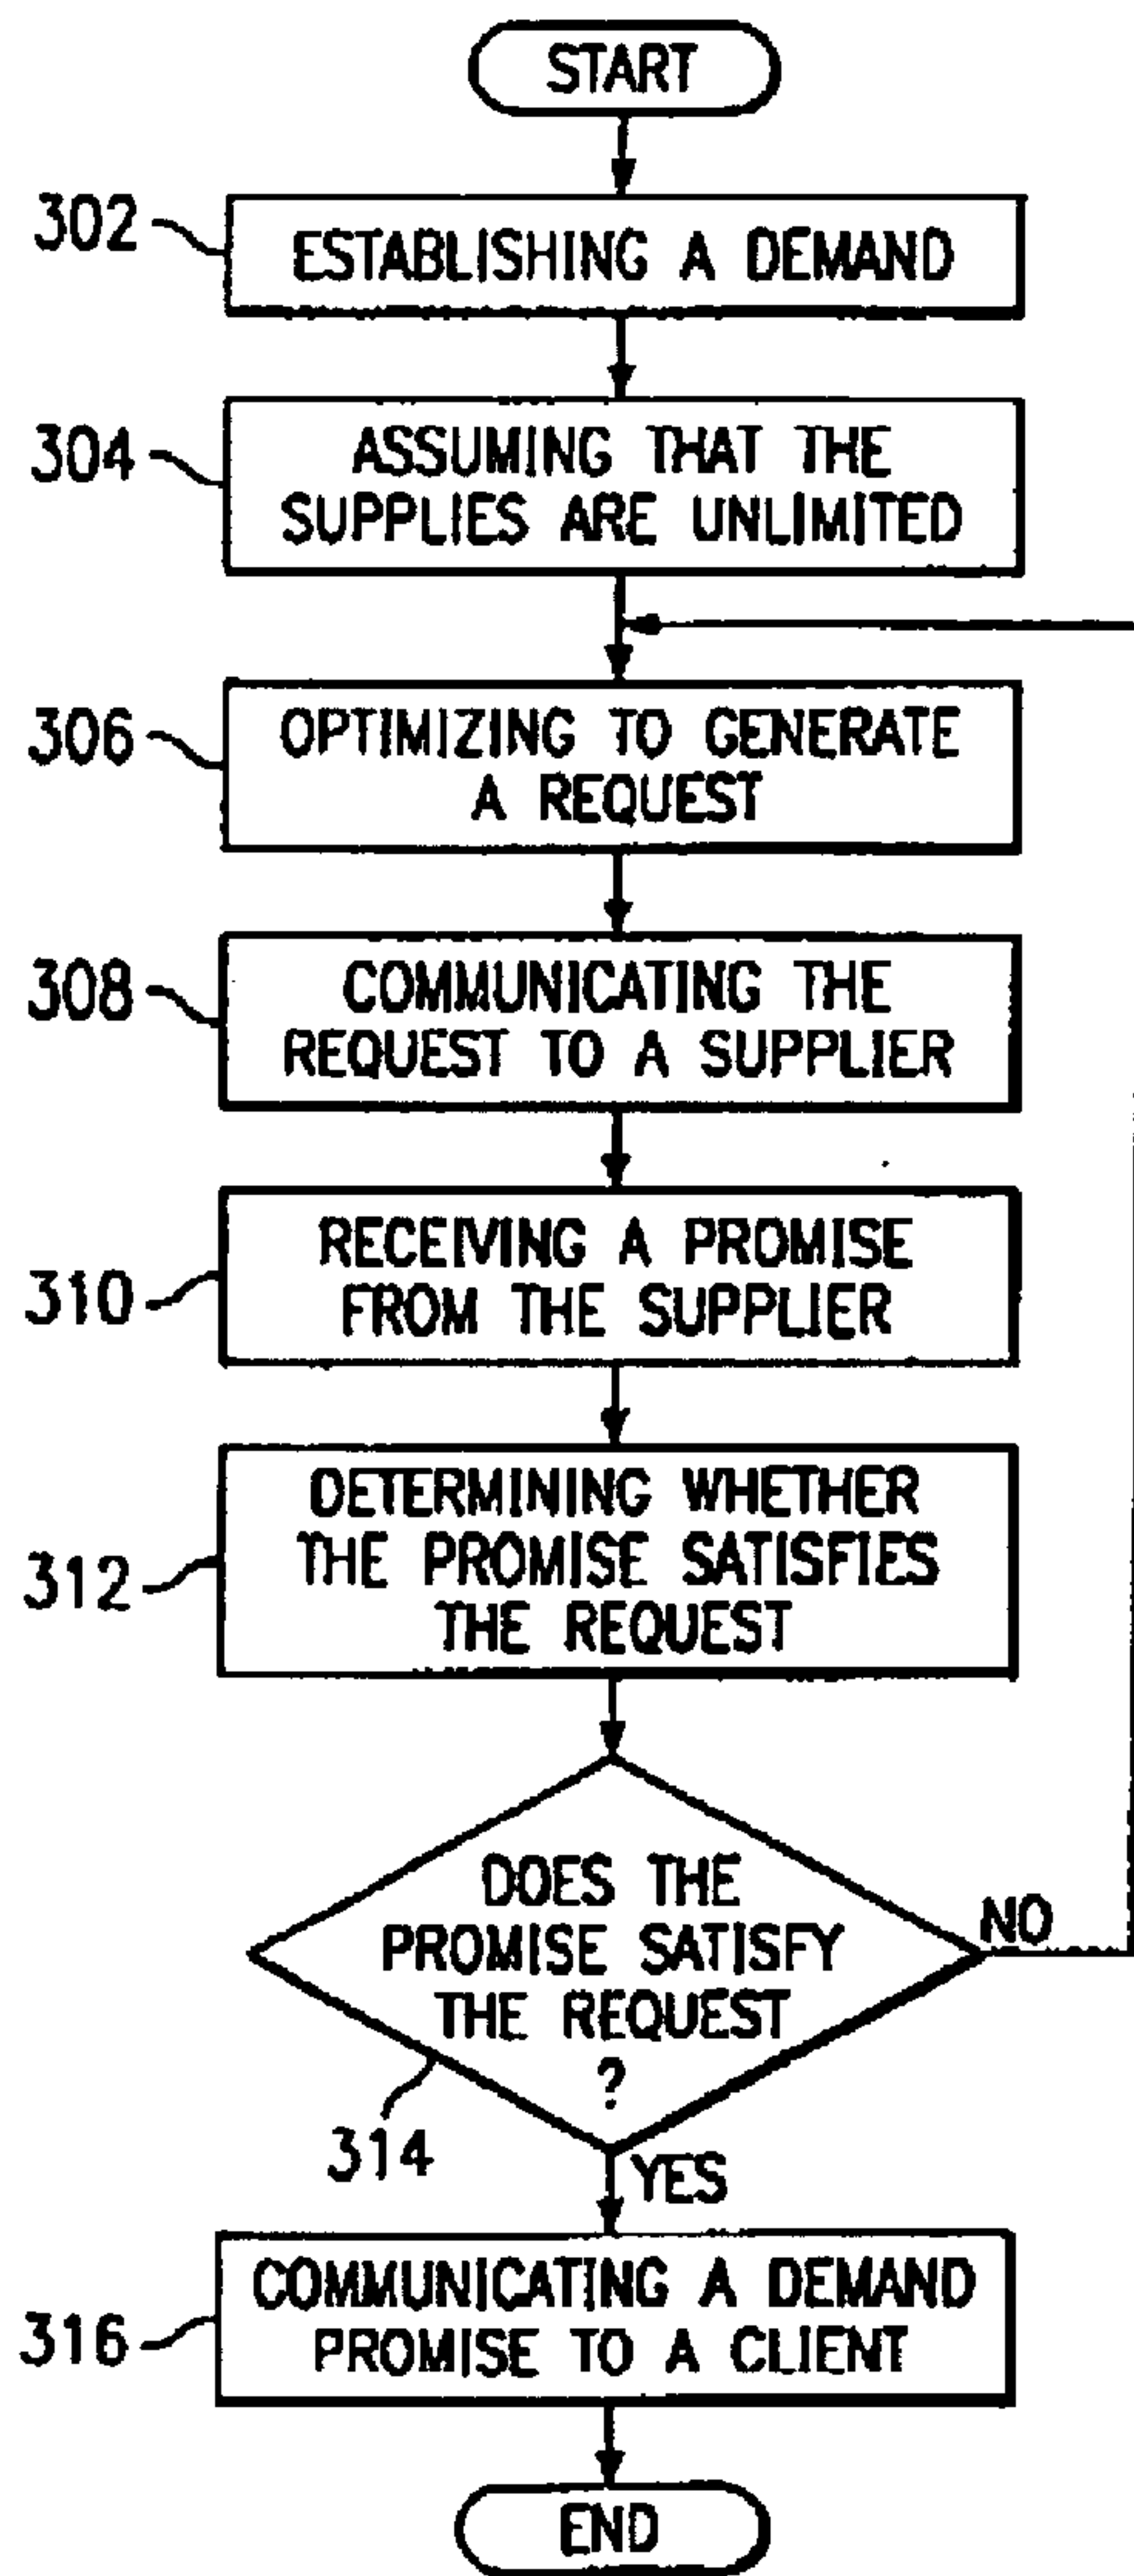 START
302
ESTABLISHING A DEMAND
304
ASSUMING THAT THE
SUPPLIES ARE UNLIMITED
306
OPTIMIZING TO GENERATE
A REQUEST
308
COMMUNICATING THE
REQUEST TO A SUPPLIER
310
RECEIVING A PROMISE
FROM THE SUPPLIER
312
DETERMINING WHETHER
THE PROMISE SATISFIES
THE REQUEST
DOES THE
PROMISE SATISFY
THE REQUEST
?
NO
314
YES
316
COMMUNICATING A DEMAND
PROMISE TO A CLIENT
END